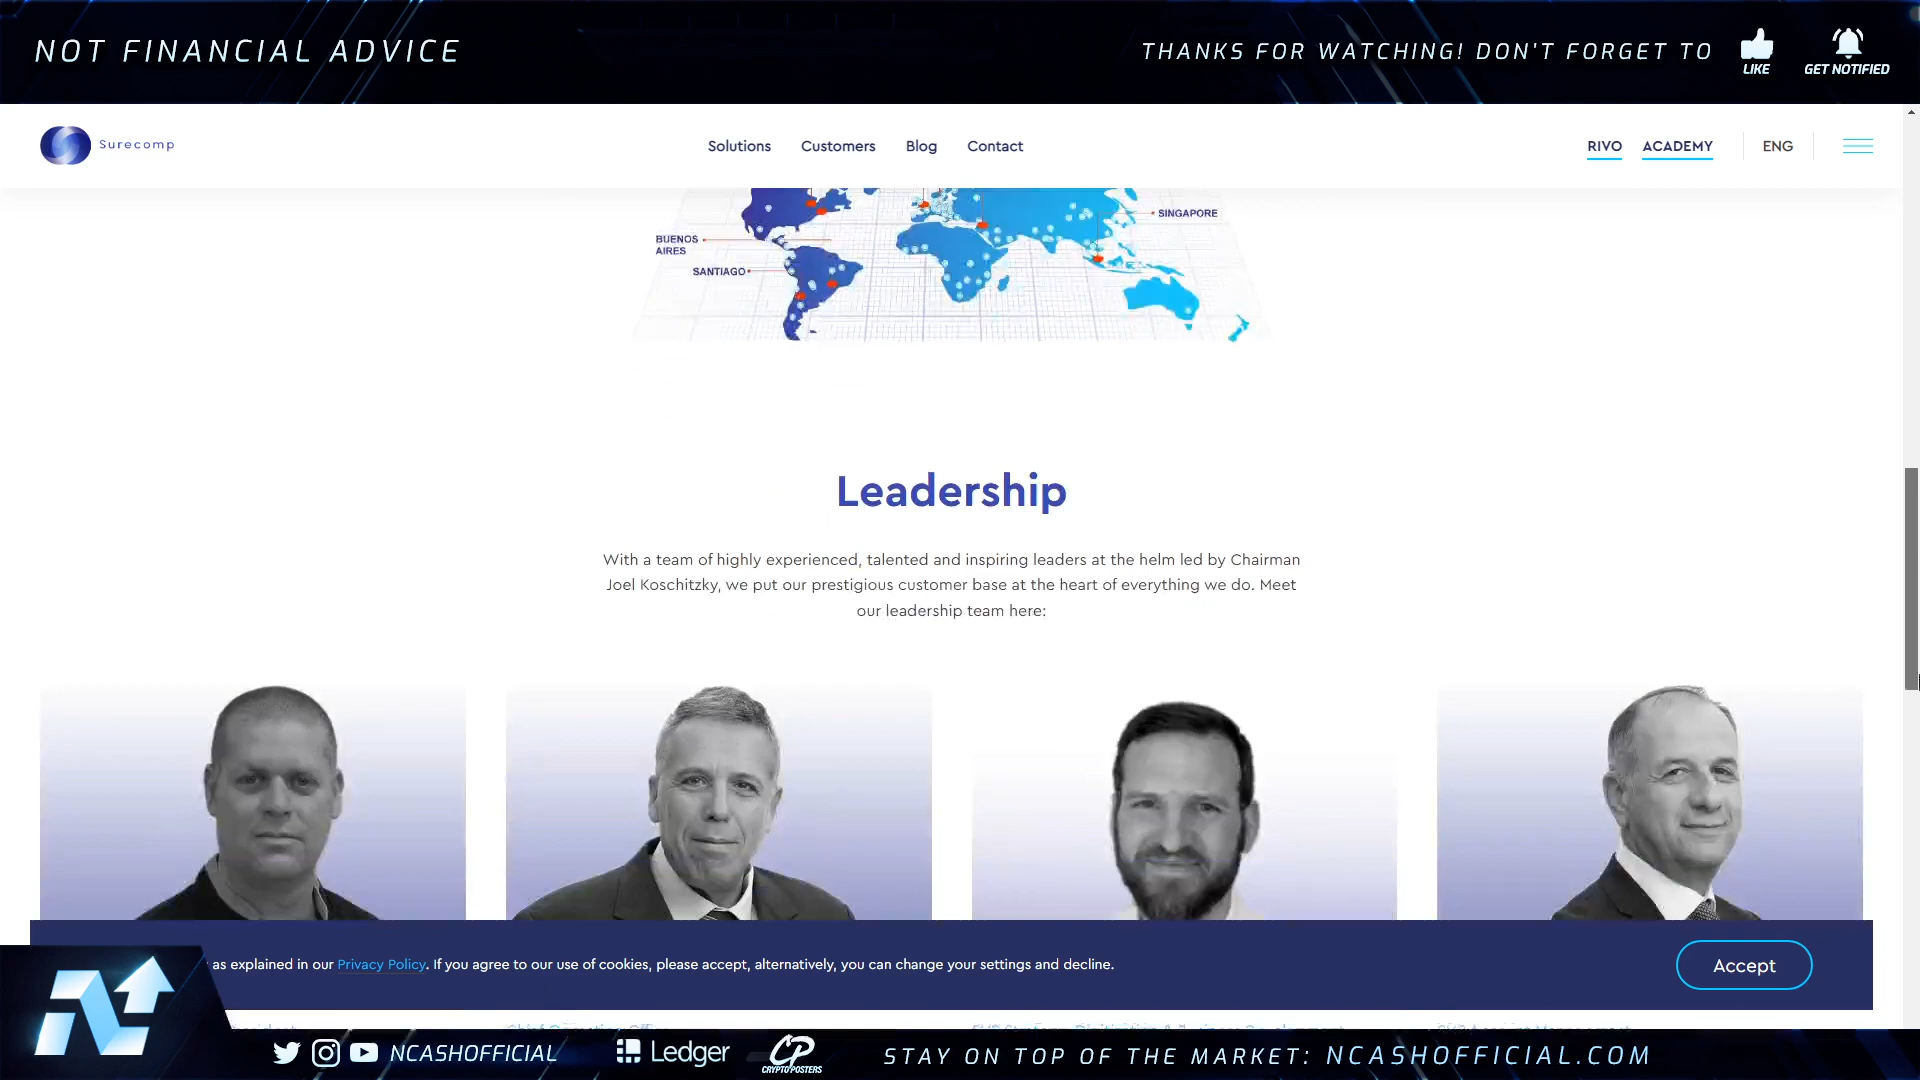 NOT FINANCIAL ADVICE
THANKS FOR WATCHING! DON'T FORGET TO
LIKE
GET NOTIFIED
Surecomp
Solutions
Customers
Blog
Contact
RIVO
ACADEMY
ENG
SINGAPORE
BUENOS
AIRES
SANTIAGO
Leadership
With a team of highly experienced, talented and inspiring leaders at the helm led by Chairman
Joel Koschitzky, we put our prestigious customer base at the heart of everything we do. Meet
our leadership team here:
as explained in our Privacy Policy. If you agree to our use of cookies, please accept, alternatively, you can change your settings and decline.
Accept
NCASHOFFICIAL
Ledger
CP
CRYPTOPOSTERS
STAY ON TOP OF THE MARKET: NCASHOFFICIAL.COM